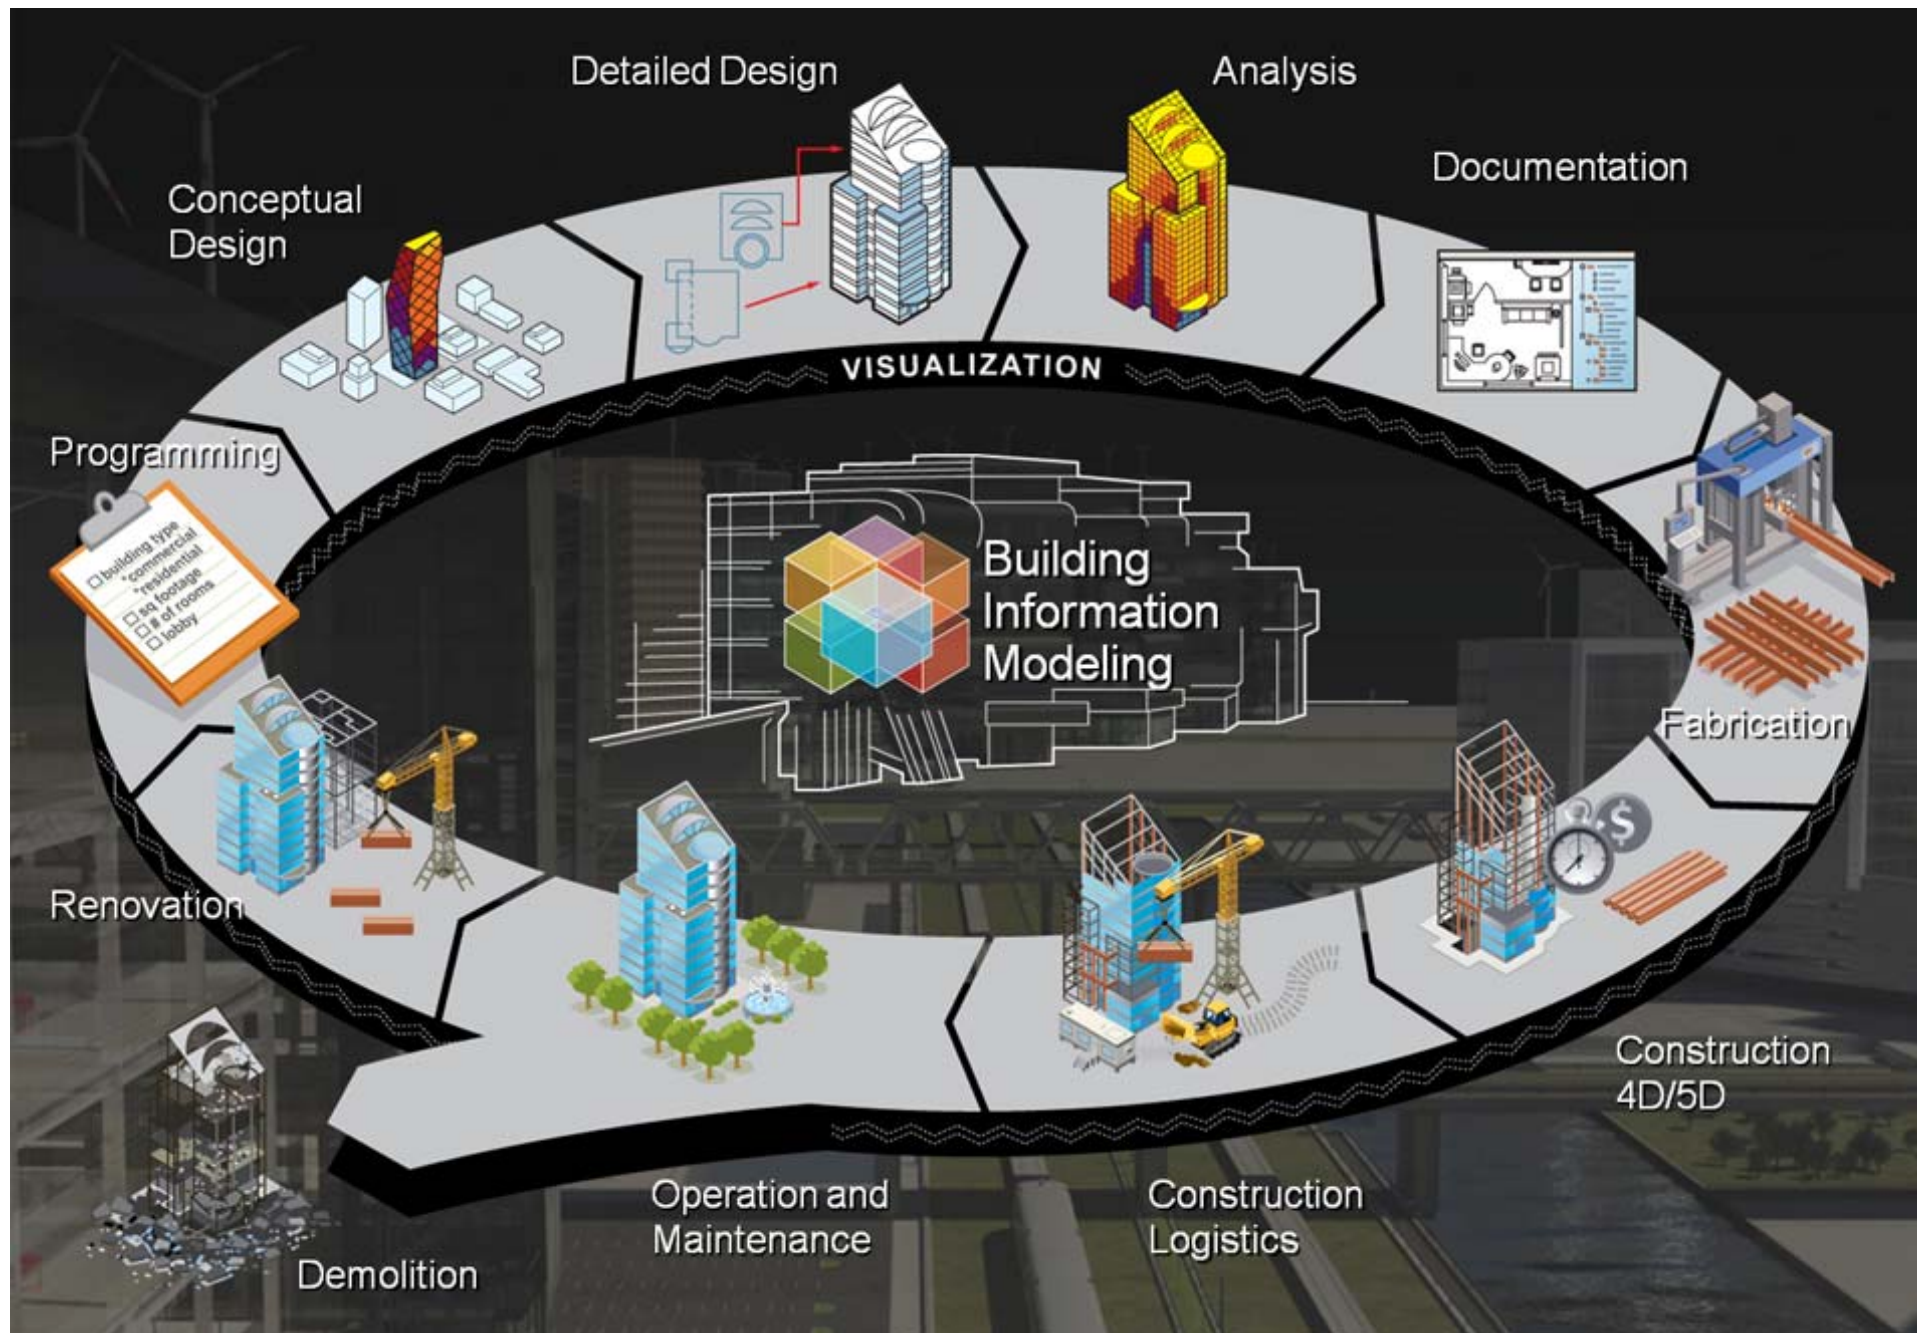 Detailed Design
Analysis
Documentation
Conceptual
Design
VISUALIZATION
Programming
building type
*commercial
*residential
sq footage
# of rooms
lobby
Building
Information
Modeling
$
Fabrication
Renovation
Construction
4D/5D
Operation and
Maintenance
Construction
Logistics
Demolition